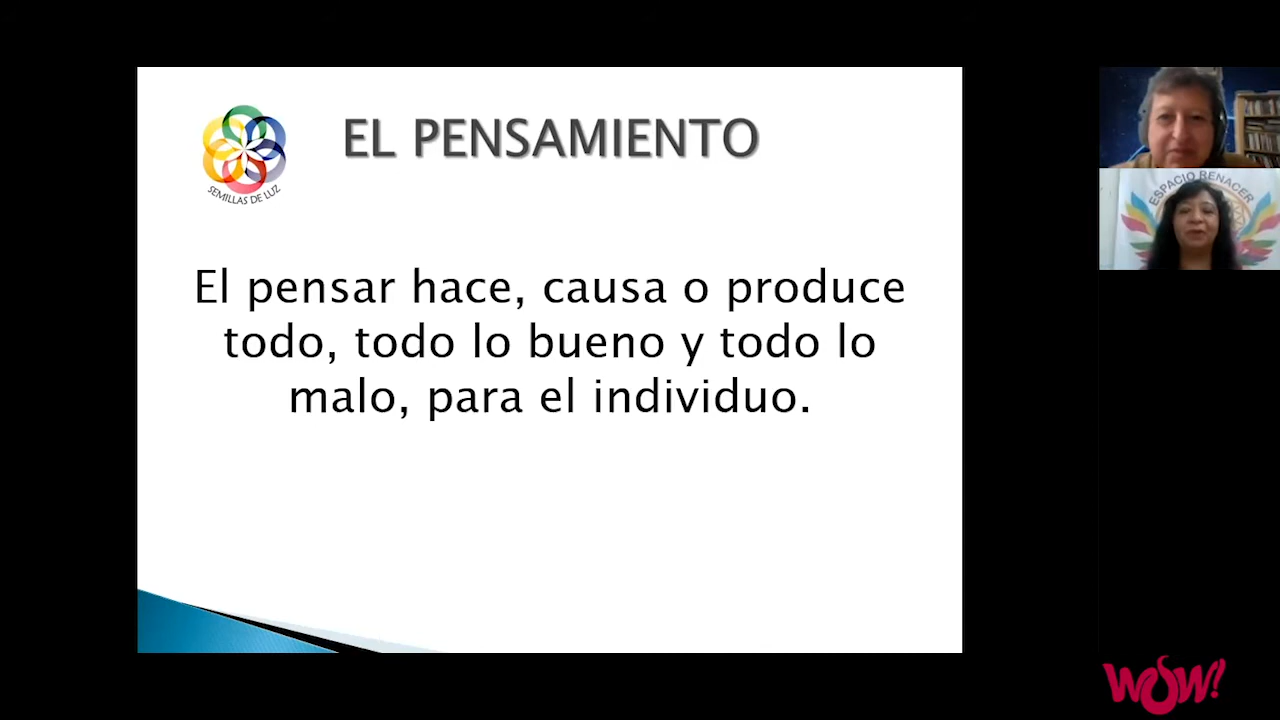 EL PENSAMIENTO
SEMILLAS DE LUZ
El pensar hace, causa o produce
todo, todo lo bueno y todo lo
malo, para el individuo.
ESPACIO RENACER
WOW!